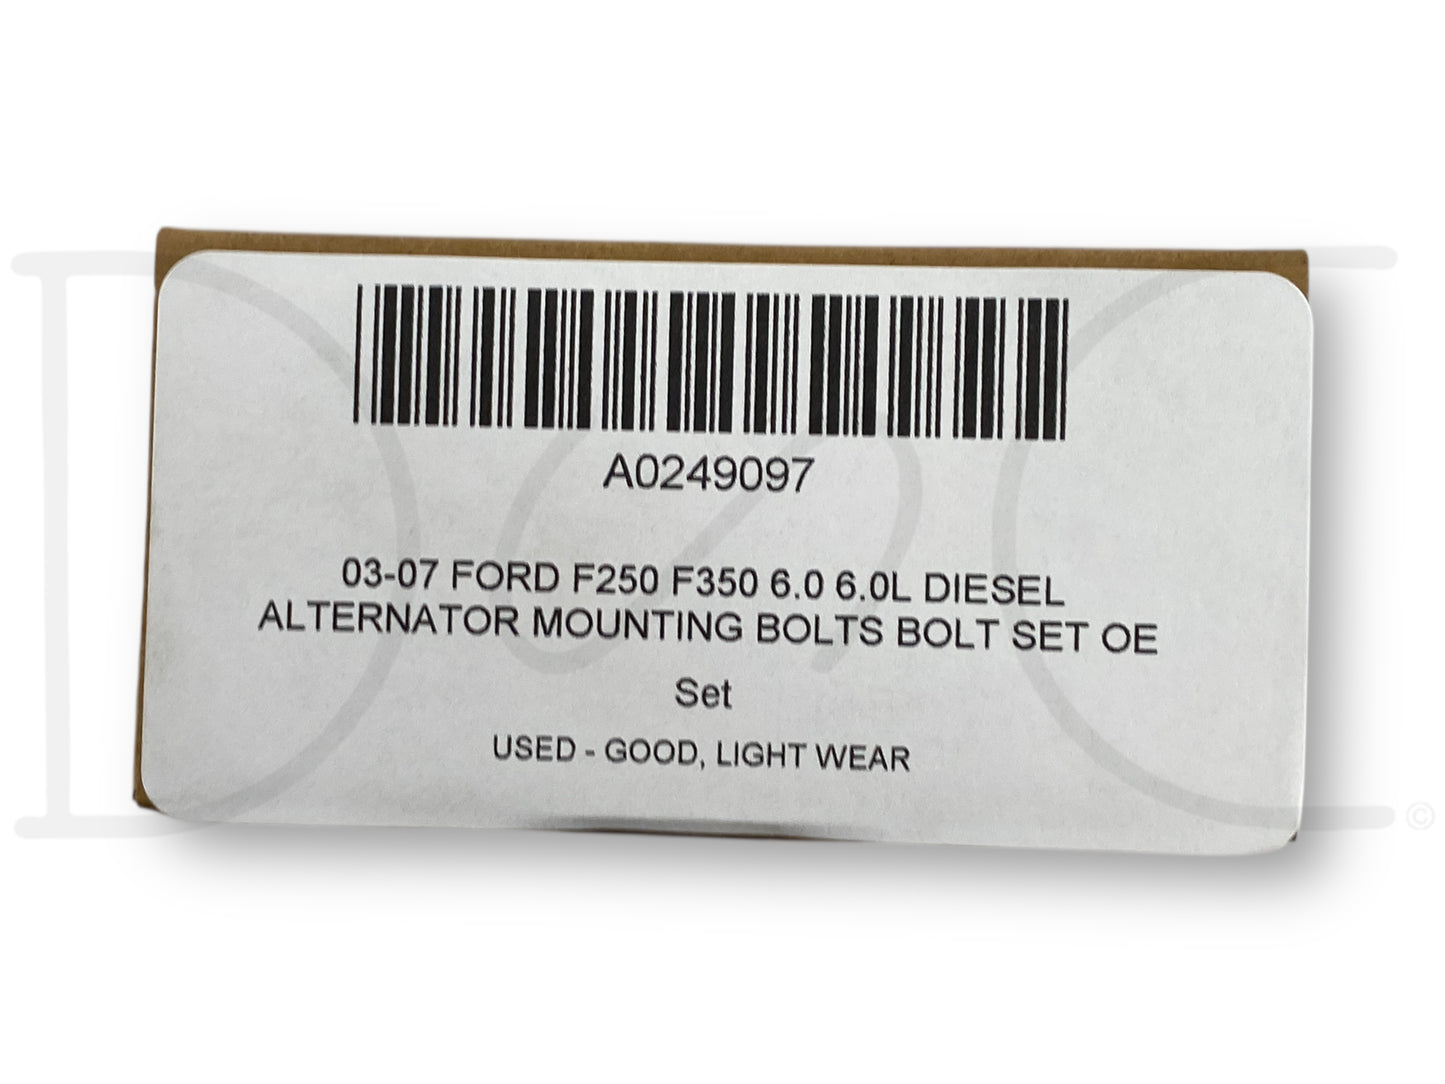 A0249097
03-07 FORD F250 F350 6.0 6.0L DIESEL
ALTERNATOR MOUNTING BOLTS BOLT SET OE
Set
USED - GOOD, LIGHT WEAR
©